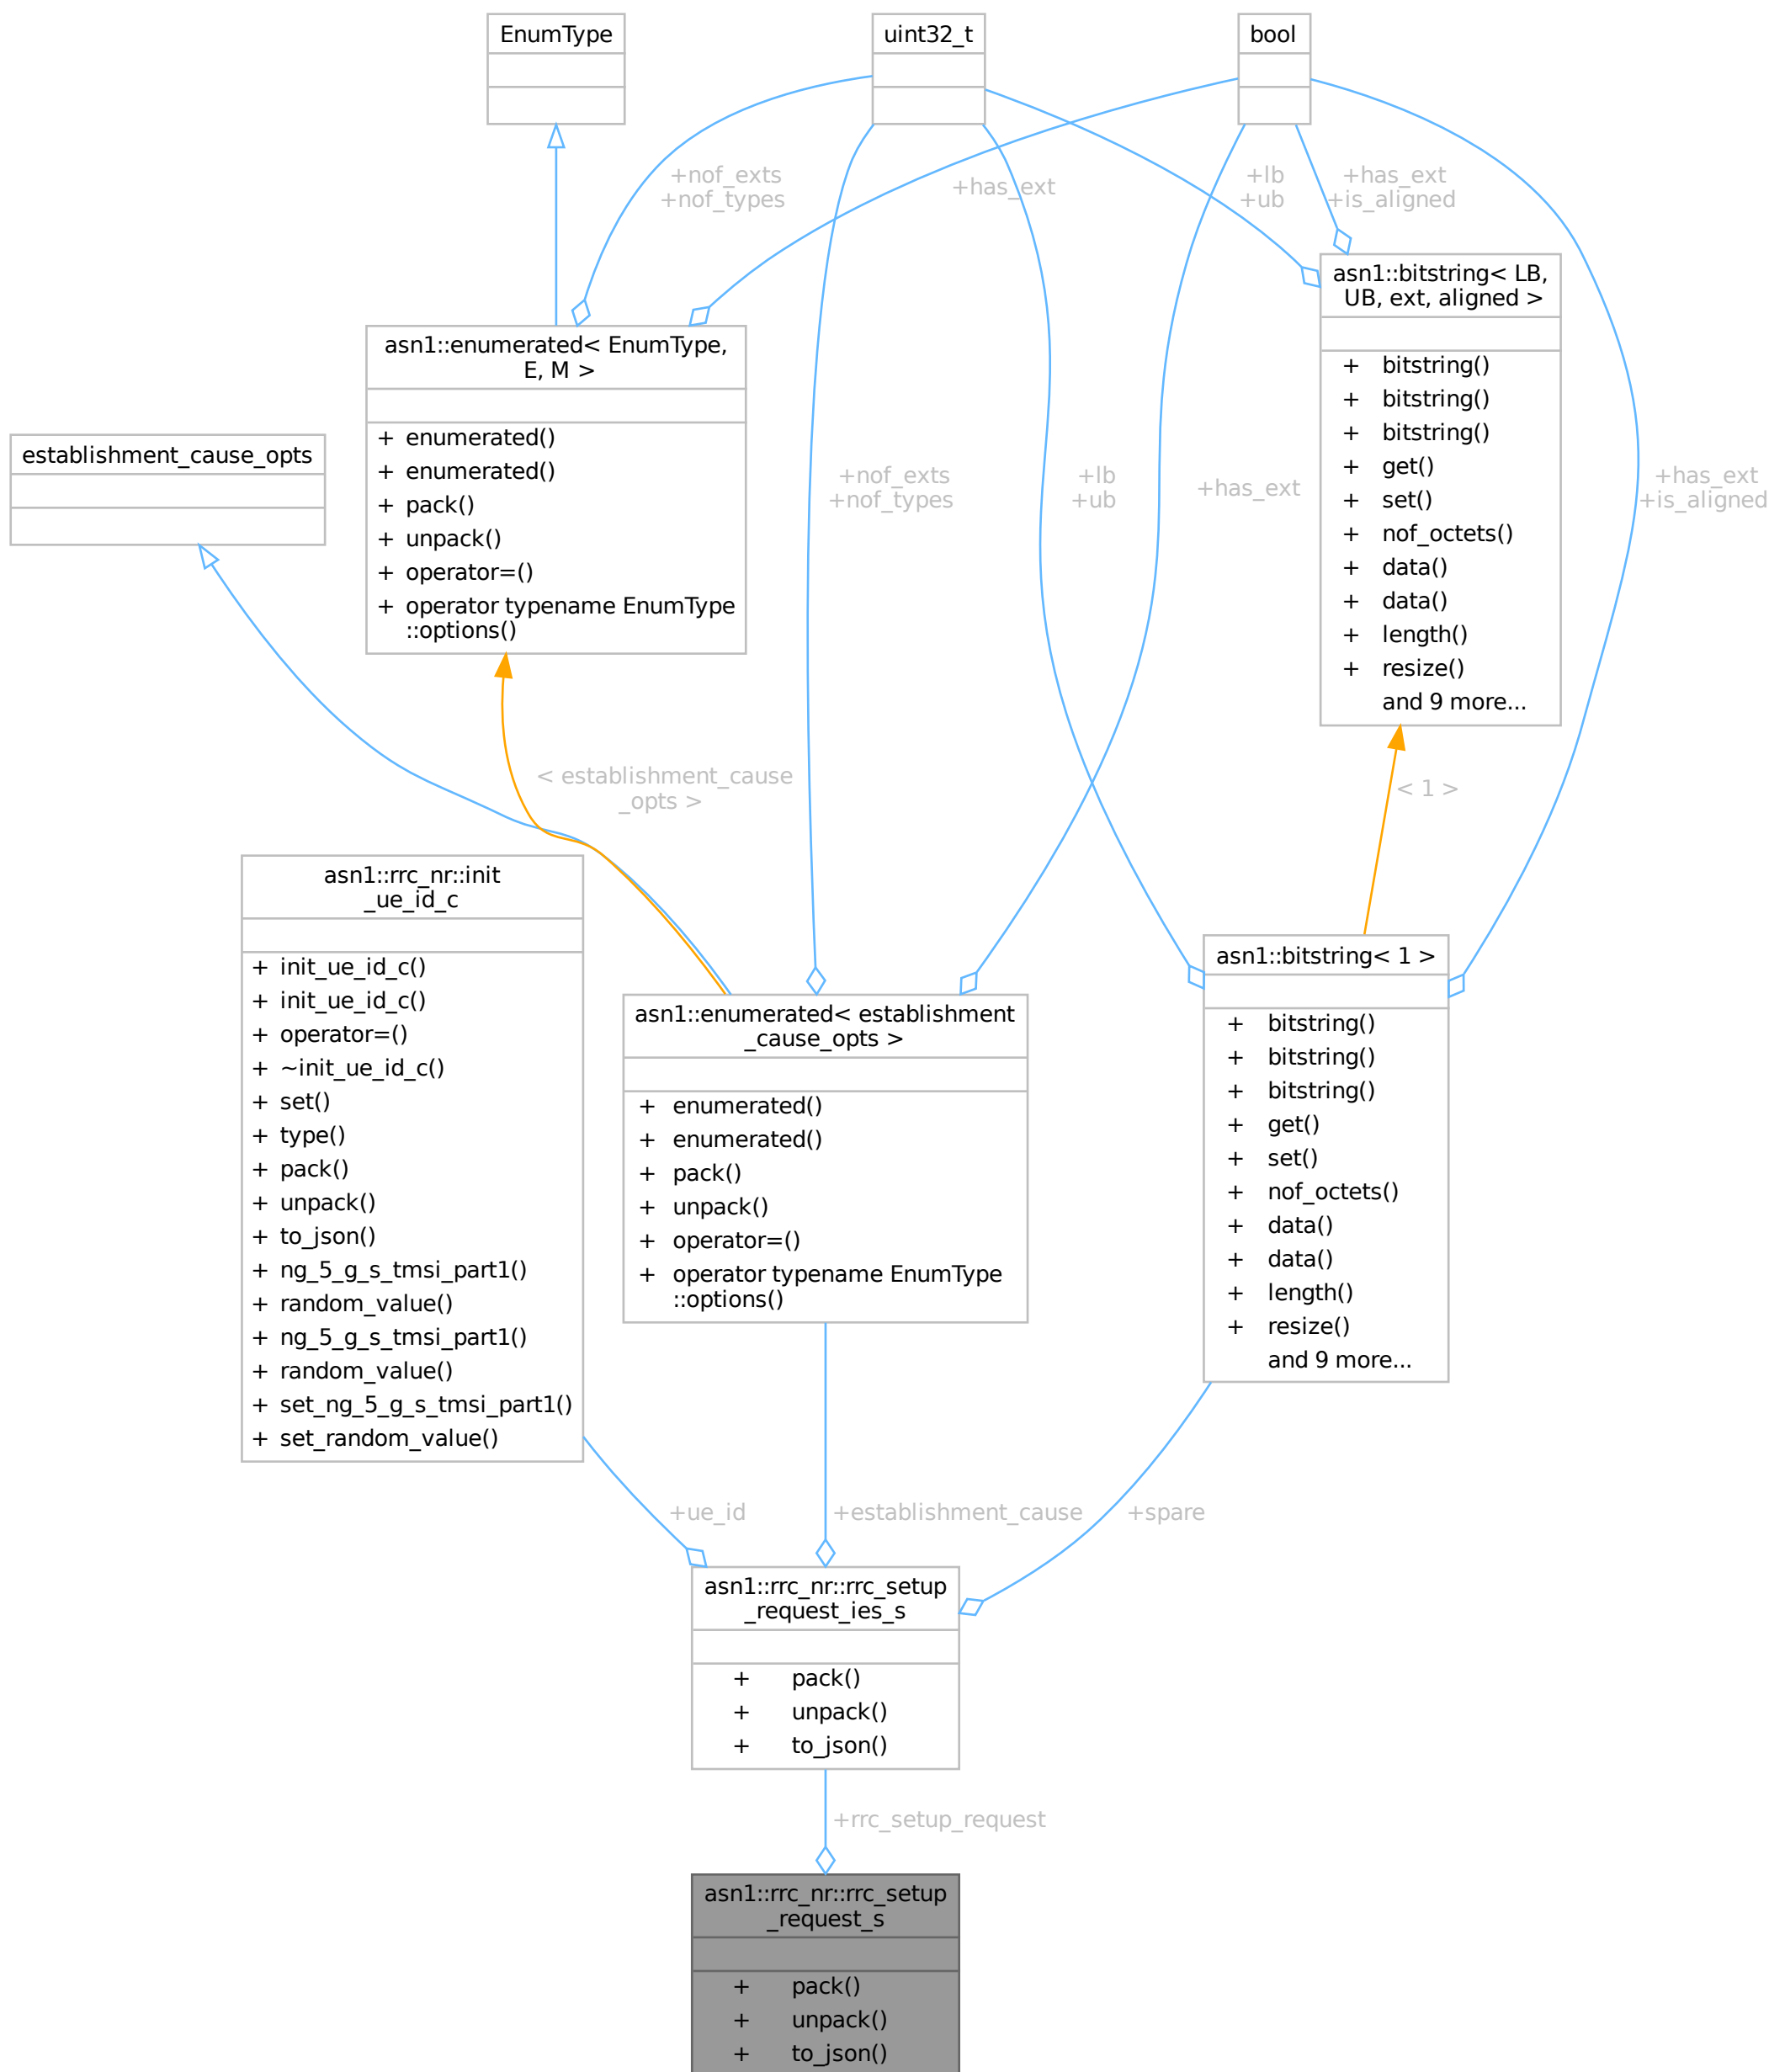 EnumType
uint32_t
bool
+nof_exts
+nof_types
+has_ext
+lb
+ub
+has_ext
+is_aligned
asn1::bitstring< LB,
UB, ext, aligned >
+ bitstring()
+ bitstring()
+ bitstring()
+ get()
+ set()
+ nof_octets()
+ data()
+ data()
+ length()
+ resize()
and 9 more...
asn1::enumerated< EnumType,
E, M >
+ enumerated()
+ enumerated()
+ pack()
+ unpack()
+ operator=()
+ operator typename EnumType
::options()
establishment_cause_opts
+nof_exts
+nof_types
+lb
+ub
+has_ext
+has_ext
+is_aligned
< establishment_cause
_opts >
< 1 >
asn1::rrc_nr::init
_ue_id_c
+ init_ue_id_c()
+ init_ue_id_c()
+ operator=()
+ ~init_ue_id_c()
+ set()
+ type()
+ pack()
+ unpack()
+ to_json()
+ ng_5_g_s_tmsi_part1()
+ random_value()
+ ng_5_g_s_tmsi_part1()
+ random_value()
+ set_ng_5_g_s_tmsi_part1()
+ set_random_value()
asn1::enumerated< establishment
_cause_opts >
+ enumerated()
+ enumerated()
+ pack()
+ unpack()
+ operator=()
+ operator typename EnumType
::options()
asn1::bitstring< 1 >
+ bitstring()
+ bitstring()
+ bitstring()
+ get()
+ set()
+ nof_octets()
+ data()
+ data()
+ length()
+ resize()
and 9 more...
+ue_id
+establishment_cause
+spare
asn1::rrc_nr::rrc_setup
_request_ies_s
+ pack()
+ unpack()
+ to_json()
+rrc_setup_request
asn1::rrc_nr::rrc_setup
_request_s
+ pack()
+ unpack()
+ to_json()